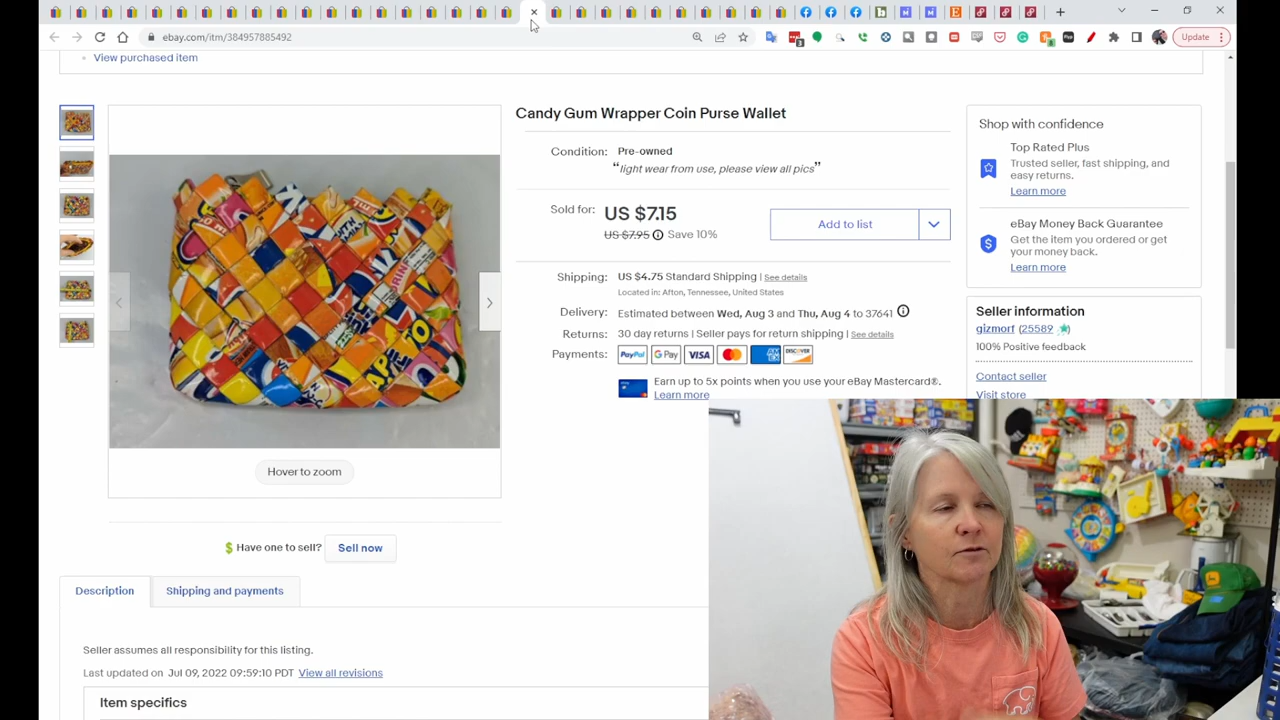 Update
ebay.com/itm/384957885492
View purchased item
Candy Gum Wrapper Coin Purse Wallet
Condition: Pre-owned
“light wear from use, please view all pics”
Sold for: US $7.15
US $7.95 Save 10%
Add to list
Shipping: US $4.75 Standard Shipping | See details
Located in: Afton, Tennessee, United States
Delivery: Estimated between Wed, Aug 3 and Thu, Aug 4 to 37641
Returns: 30 day returns | Seller pays for return shipping | See details
Payments: PayPal G Pay VISA DISCOVER
Earn up to 5x points when you use your eBay Mastercard®.
Learn more
Shop with confidence
Top Rated Plus
Trusted seller, fast shipping, and
easy returns.
Learn more
eBay Money Back Guarantee
Get the item you ordered or get
your money back.
Learn more
Seller information
gizmorf (25589)
100% Positive feedback
Contact seller
Visit store
Hover to zoom
Have one to sell? Sell now
Description
Shipping and payments
Seller assumes all responsibility for this listing.
Last updated on Jul 09, 2022 09:59:10 PDT View all revisions
Item specifics